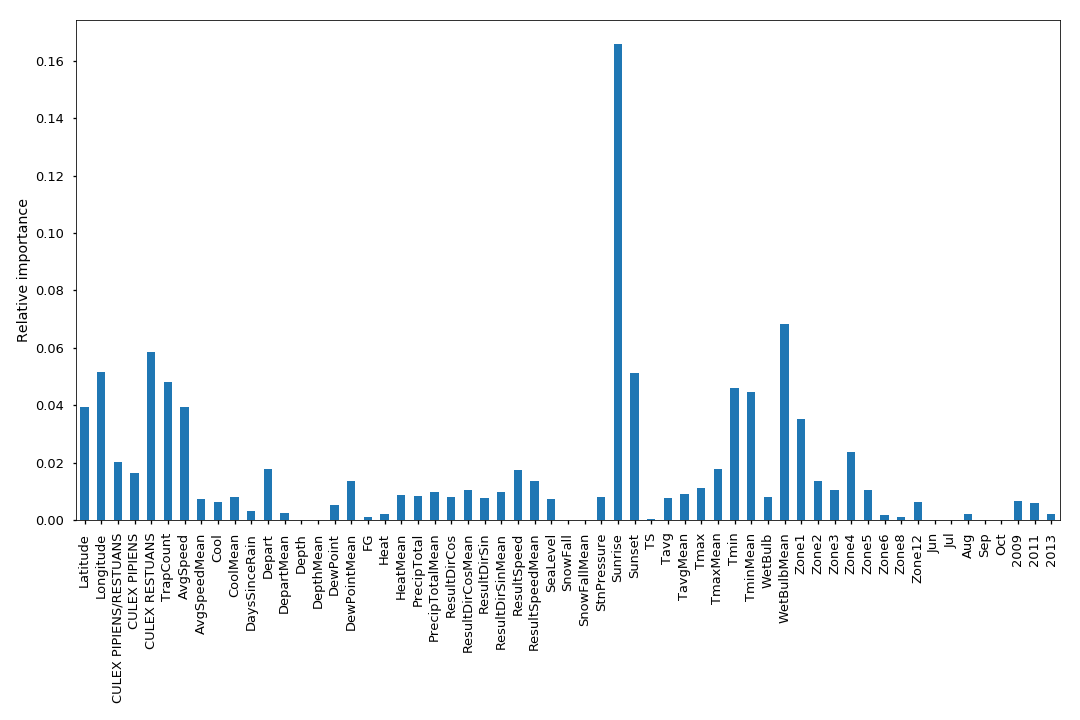 Relative importance
0.16
0.14
0.12
0.10
0.08
0.06
0.04
0.02
0.00
Latitude
Longitude
CULEX PIPIENS/RESTUANS
CULEX PIPIENS
CULEX RESTUANS
TrapCount
AvgSpeed
AvgSpeedMean
Cool
CoolMean
DaysSinceRain
Depart
DepartMean
Depth
DepthMean
DewPoint
DewPointMean
FG
Heat
HeatMean
PrecipTotal
PrecipTotalMean
ResultDirCos
ResultDirCosMean
ResultDirSin
ResultDirSinMean
ResultSpeed
ResultSpeedMean
SeaLevel
SnowFall
SnowFallMean
StnPressure
Sunrise
Sunset
TS
Tavg
TavgMean
Tmax
TmaxMean
Tmin
TminMean
WetBulb
WetBulbMean
Zone1
Zone2
Zone3
Zone4
Zone5
Zone6
Zone8
Zone12
Jun
Jul
Aug
Sep
Oct
2009
2011
2013